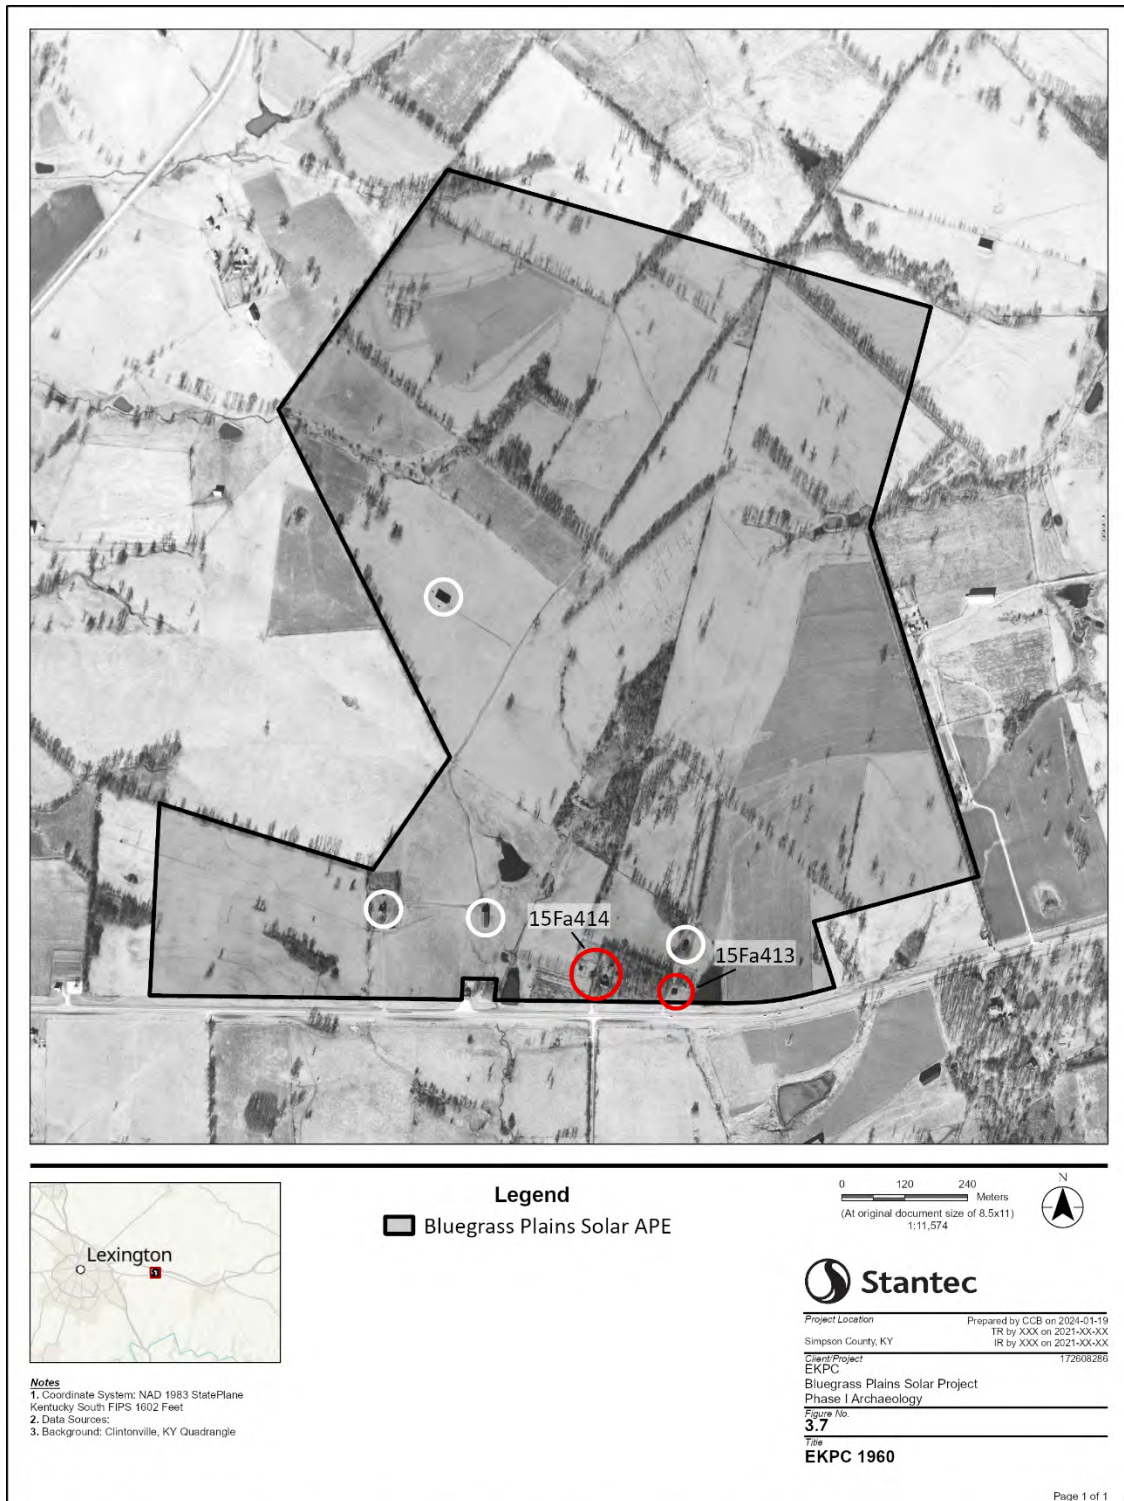 15Fa414
15Fa413
Lexington
Notes
1. Coordinate System: NAD 1983 StatePlane
Kentucky South FIPS 1602 Feet
2. Data Sources:
3. Background: Clintonville, KY Quadrangle
Legend
Bluegrass Plains Solar APE
0 120 240
Meters
(At original document size of 8.5x11)
1:11,574
N
Stantec
Project Location
Simpson County, KY
Prepared by CCB on 2024-01-19
TR by XXX on 2021-XX-XX
IR by XXX on 2021-XX-XX
Client/Project 172608286
EKPC
Bluegrass Plains Solar Project
Phase I Archaeology
Figure No.
3.7
Title
EKPC 1960
Page 1 of 1